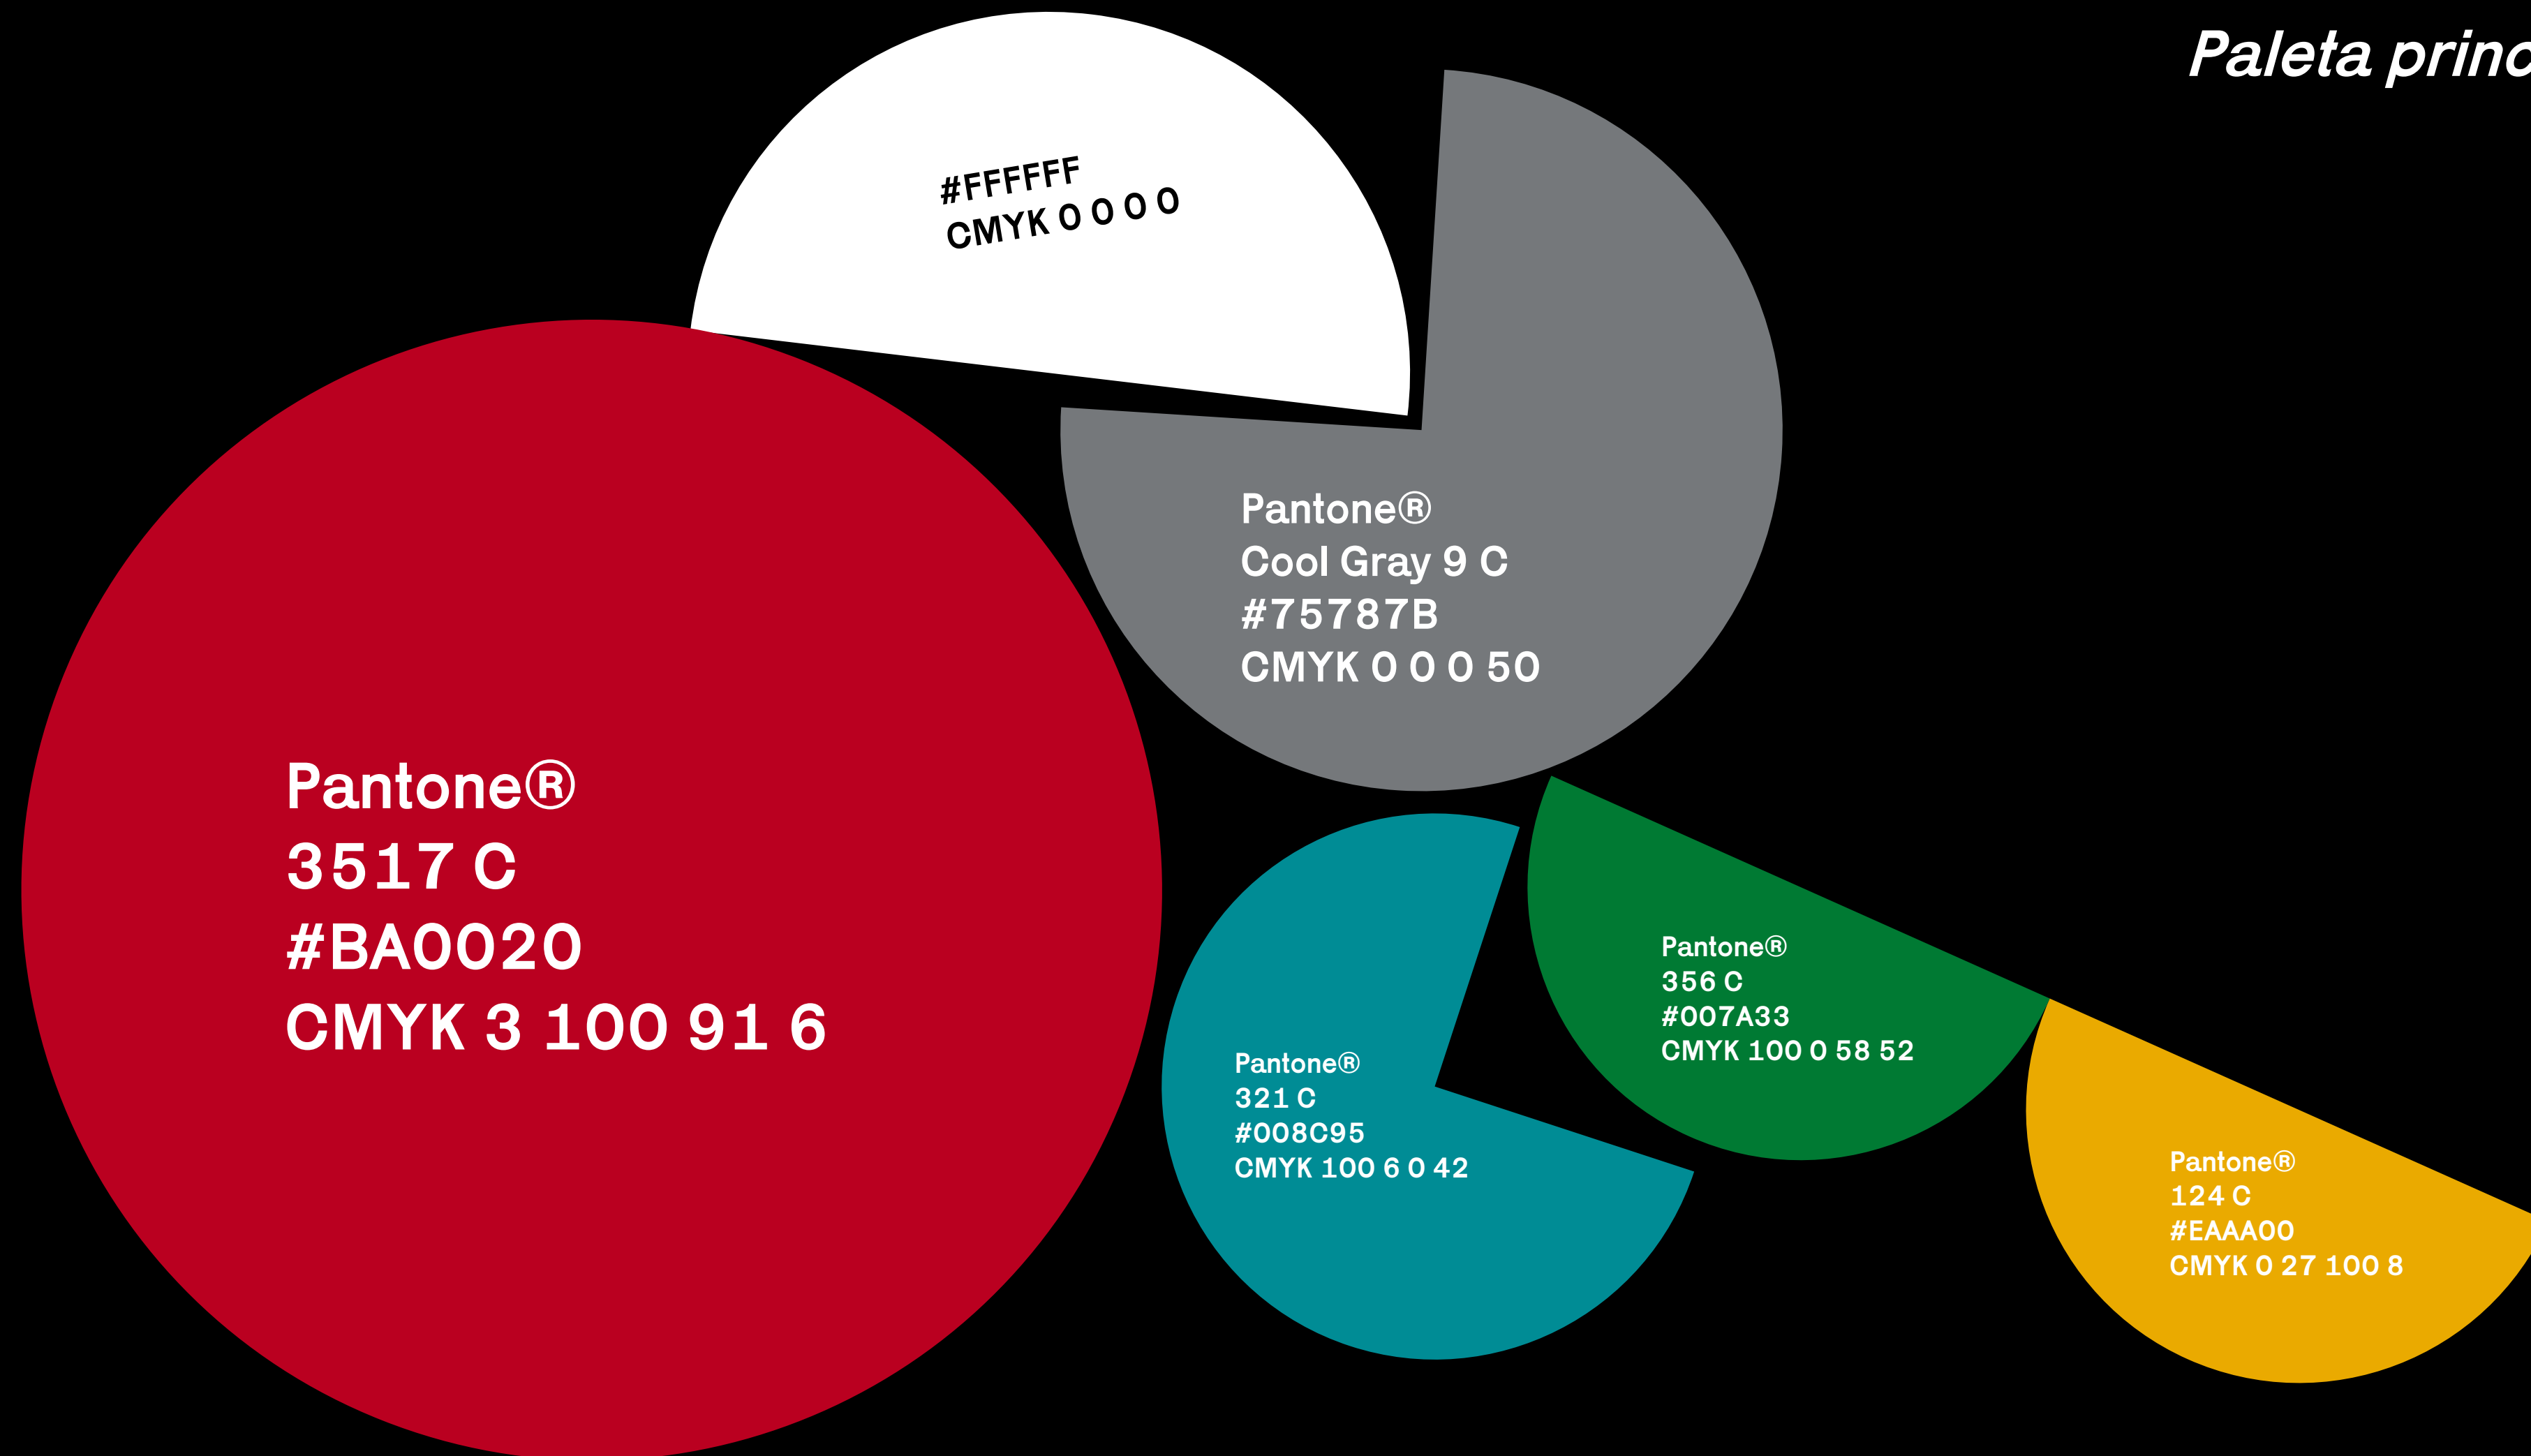 Paleta princ
#FFFFFF
CMYK 0 0 0 0
Pantone®
Cool Gray 9 C
#75787B
CMYK 0 0 0 50
Pantone®
3517 C
#BA0020
CMYK 3 100 91 6
Pantone®
356 C
#007A33
CMYK 100 0 58 52
Pantone®
321 C
#008C95
CMYK 100 6 0 42
Pantone®
124 C
#EAAA00
CMYK 0 27 100 8